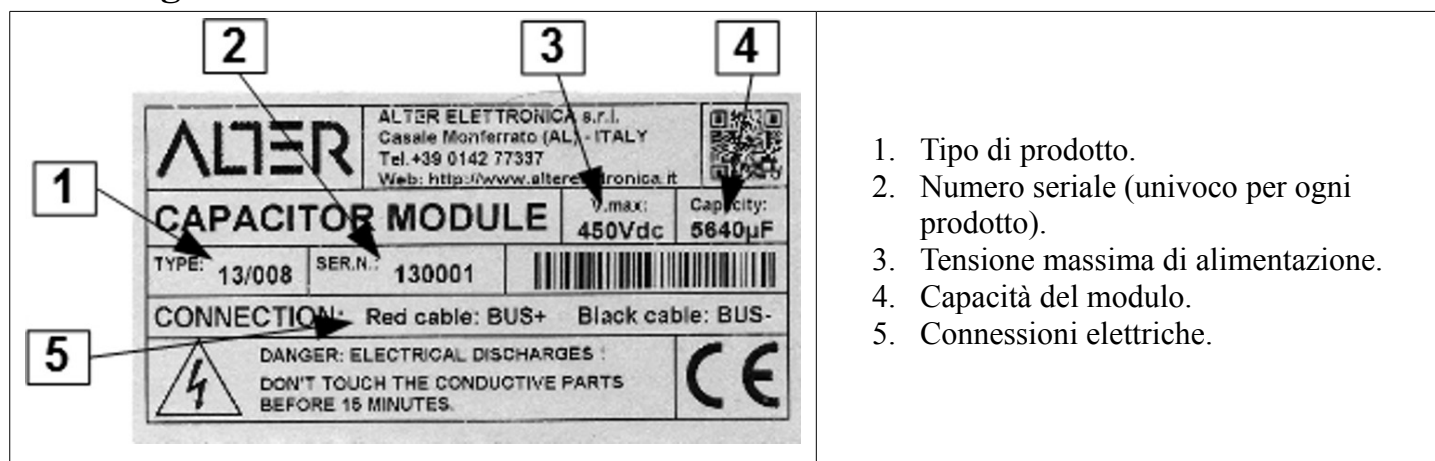 2
3
4
1
5
ALTER
ALTER ELETTRONICA s.r.l.
Casale Monferrato (AL) - ITALY
Tel.+39 0142 77337
Web: http://www.alterelettronica.it
CAPACITOR MODULE
V.max:
450Vdc
Capacity:
5640µF
TYPE: 13/008
SER.N.: 130001
CONNECTION: Red cable: BUS+ Black cable: BUS-
DANGER: ELECTRICAL DISCHARGES !
DON'T TOUCH THE CONDUCTIVE PARTS
BEFORE 15 MINUTES.
CE
1. Tipo di prodotto.
2. Numero seriale (univoco per ogni
prodotto).
3. Tensione massima di alimentazione.
4. Capacità del modulo.
5. Connessioni elettriche.